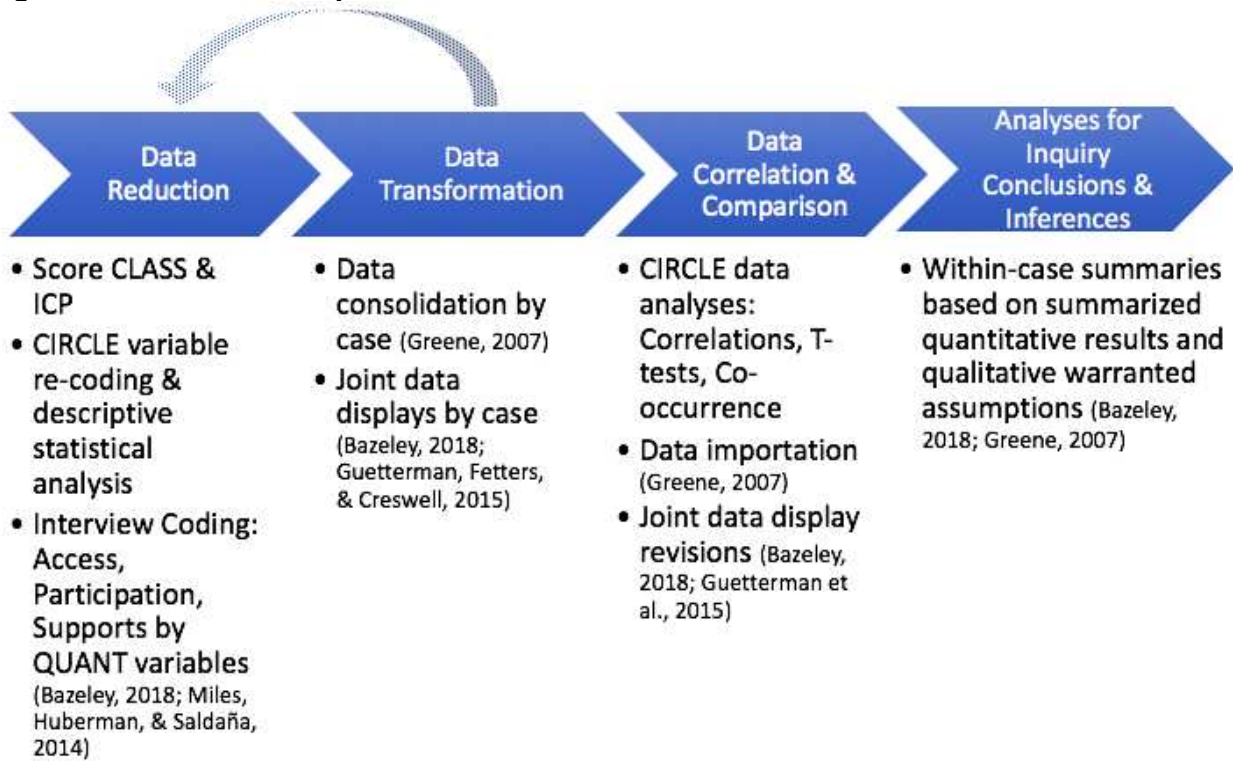 Data
Reduction
Data
Transformation
Data
Correlation &
Comparison
Analyses for
Inquiry
Conclusions &
Inferences
• Score CLASS &
ICP
• CIRCLE variable
re-coding &
descriptive
statistical
analysis
• Interview Coding:
Access,
Participation,
Supports by
QUANT variables
(Bazeley, 2018; Miles,
Huberman, & Saldaña,
2014)
• Data
consolidation by
case (Greene, 2007)
• Joint data
displays by case
(Bazeley, 2018;
Guetterman, Fetters,
& Creswell, 2015)
• CIRCLE data
analyses:
Correlations, T-
tests, Co-
occurrence
• Data importation
(Greene, 2007)
• Joint data display
revisions (Bazeley,
2018; Guetterman et
al., 2015)
• Within-case summaries
based on summarized
quantitative results and
qualitative warranted
assumptions (Bazeley,
2018; Greene, 2007)